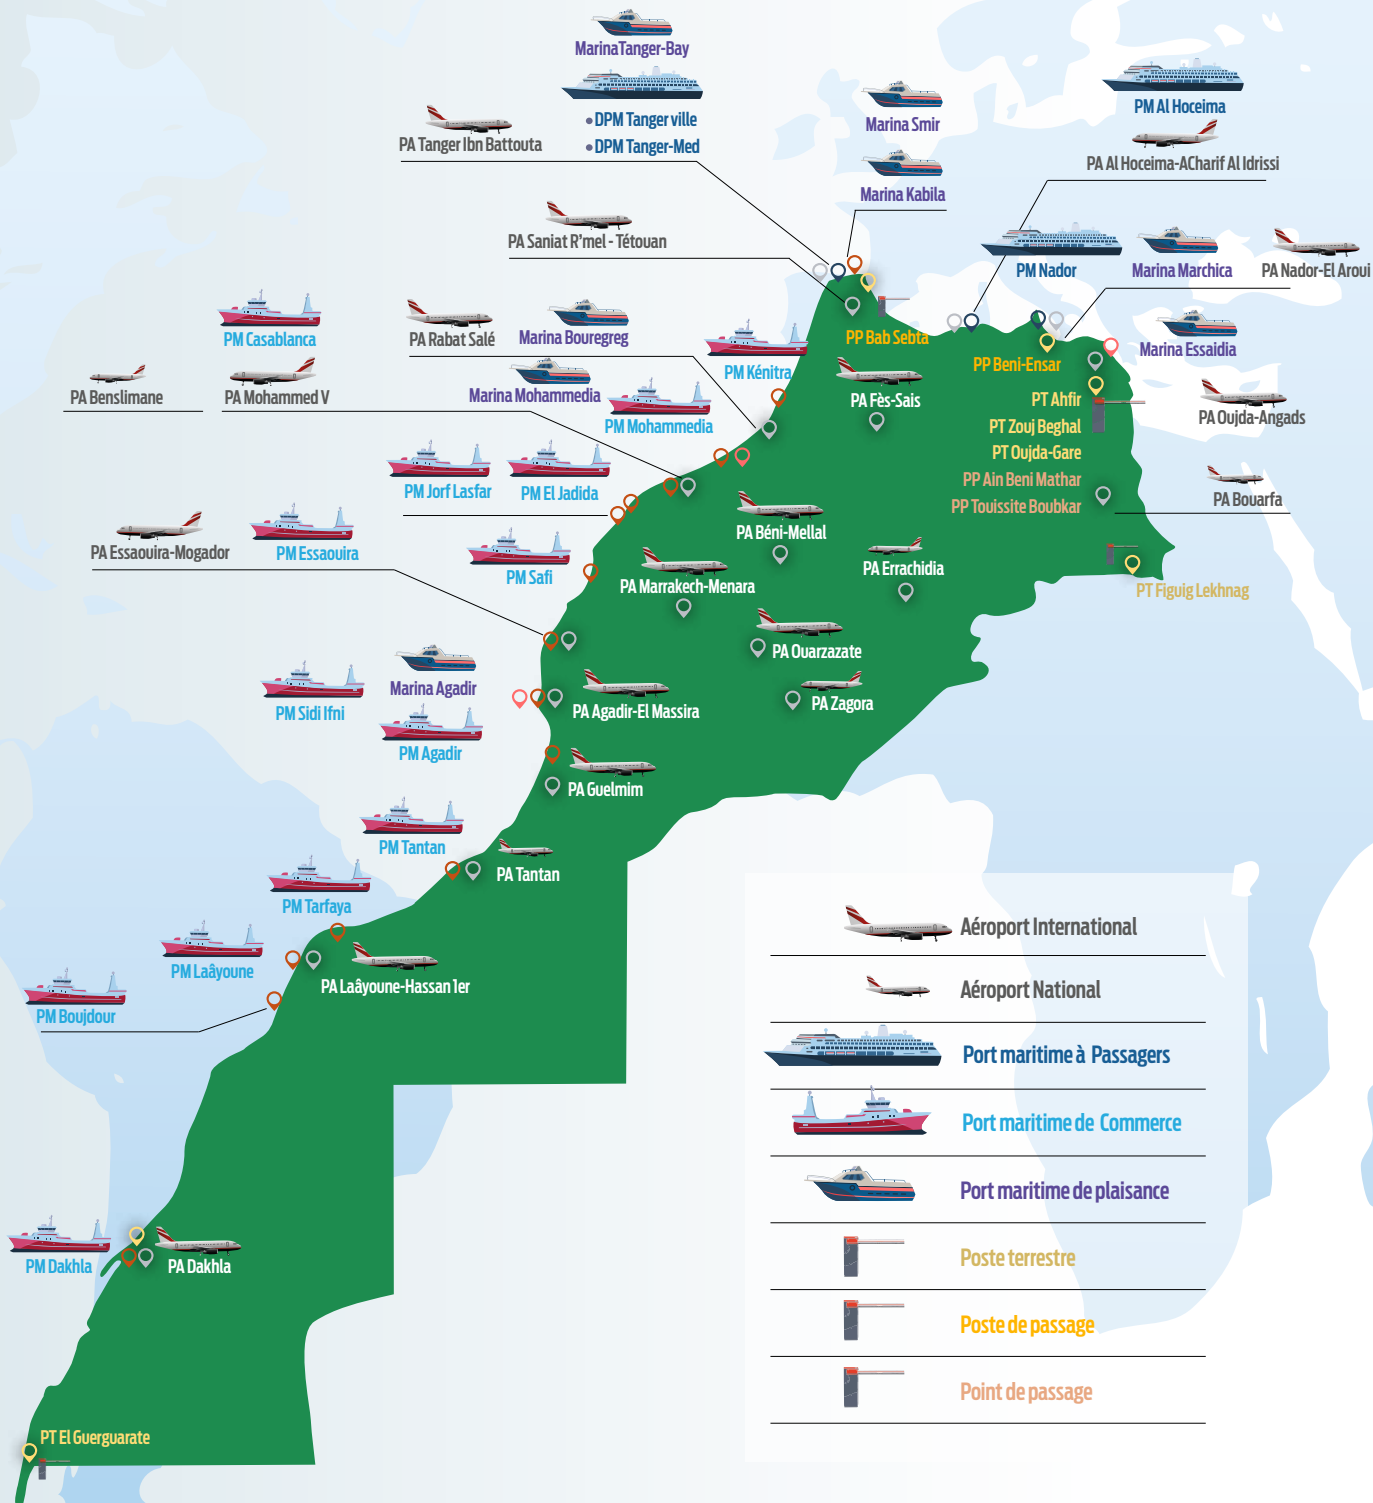 MarinaTanger-Bay
• DPM Tanger ville
• DPM Tanger-Med
PA Tanger Ibn Battouta
Marina Smir
Marina Kabila
PM Al Hoceima
PA Al Hoceima-ACharif Al Idrissi
PA Saniat R'mel - Tétouan
PM Nador
Marina Marchica
PA Nador-El Aroui
PM Casablanca
PA Benslimane
PA Mohammed V
PA Rabat Salé
Marina Bouregreg
Marina Mohammedia
PM Mohammedia
PM Kénitra
PP Bab Sebta
PA Fès-Sais
Marina Essaidia
PP Beni-Ensar
PT Ahfir
PT Zouj Beghal
PT Oujda-Gare
PP Ain Beni Mathar
PP Touissite Boubkar
PA Oujda-Angads
PA Bouarfa
PM Jorf Lasfar
PM El Jadida
PA Essaouira-Mogador
PM Essaouira
PM Safi
PA Béni-Mellal
PA Marrakech-Menara
PA Errachidia
PT Figuig Lekhnag
PA Ouarzazate
PA Zagora
PM Sidi Ifni
Marina Agadir
PM Agadir
PA Agadir-El Massira
PA Guelmim
PM Tantan
PA Tantan
PM Tarfaya
PM Laâyoune
PA Laâyoune-Hassan 1er
PM Boujdour
PM Dakhla
PA Dakhla
PT El Guerguarate
Aéroport International
Aéroport National
Port maritime à Passagers
Port maritime de Commerce
Port maritime de plaisance
Poste terrestre
Poste de passage
Point de passage